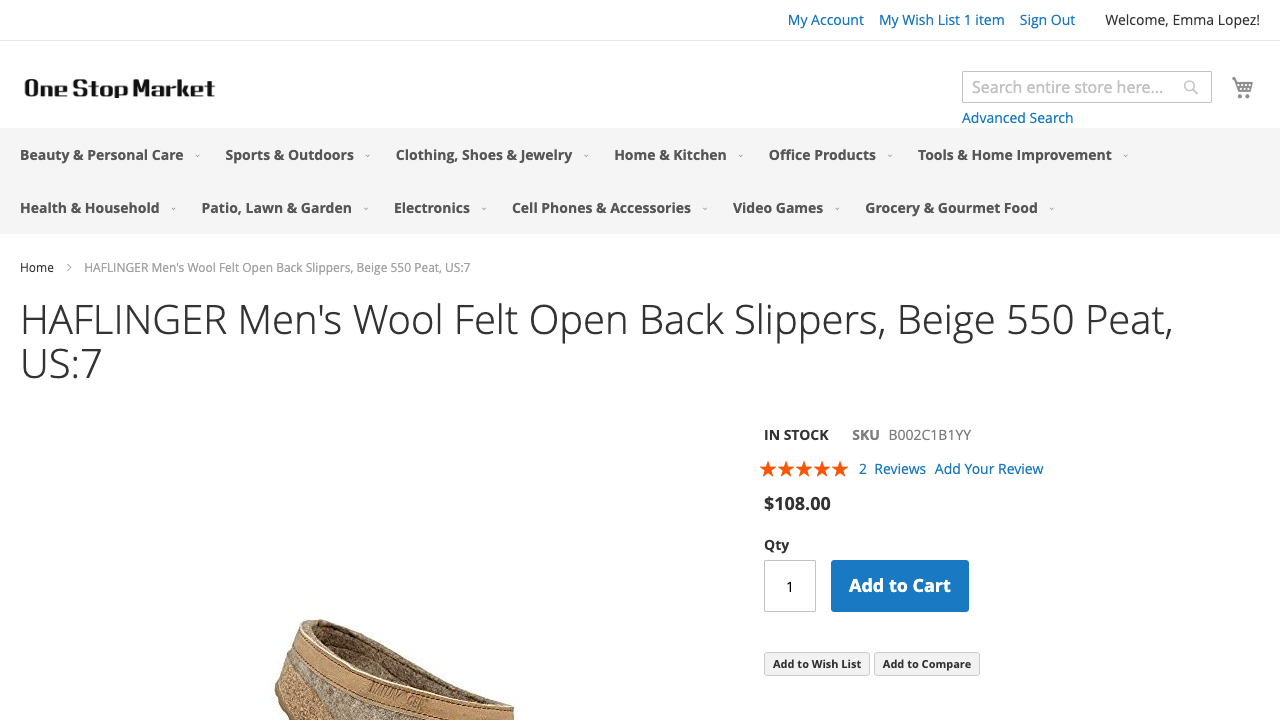 My Account My Wish List 1 item Sign Out Welcome, Emma Lopez!
One Stop Market
Search entire store here...
Advanced Search
Beauty & Personal Care Sports & Outdoors Clothing, Shoes & Jewelry Home & Kitchen Office Products Tools & Home Improvement
Health & Household Patio, Lawn & Garden Electronics Cell Phones & Accessories Video Games Grocery & Gourmet Food
Home HAFLINGER Men's Wool Felt Open Back Slippers, Beige 550 Peat, US:7
HAFLINGER Men's Wool Felt Open Back Slippers, Beige 550 Peat,
US:7
IN STOCK SKU B002C1B1YY
2 Reviews Add Your Review
$108.00
Qty
1 Add to Cart
Add to Wish List Add to Compare